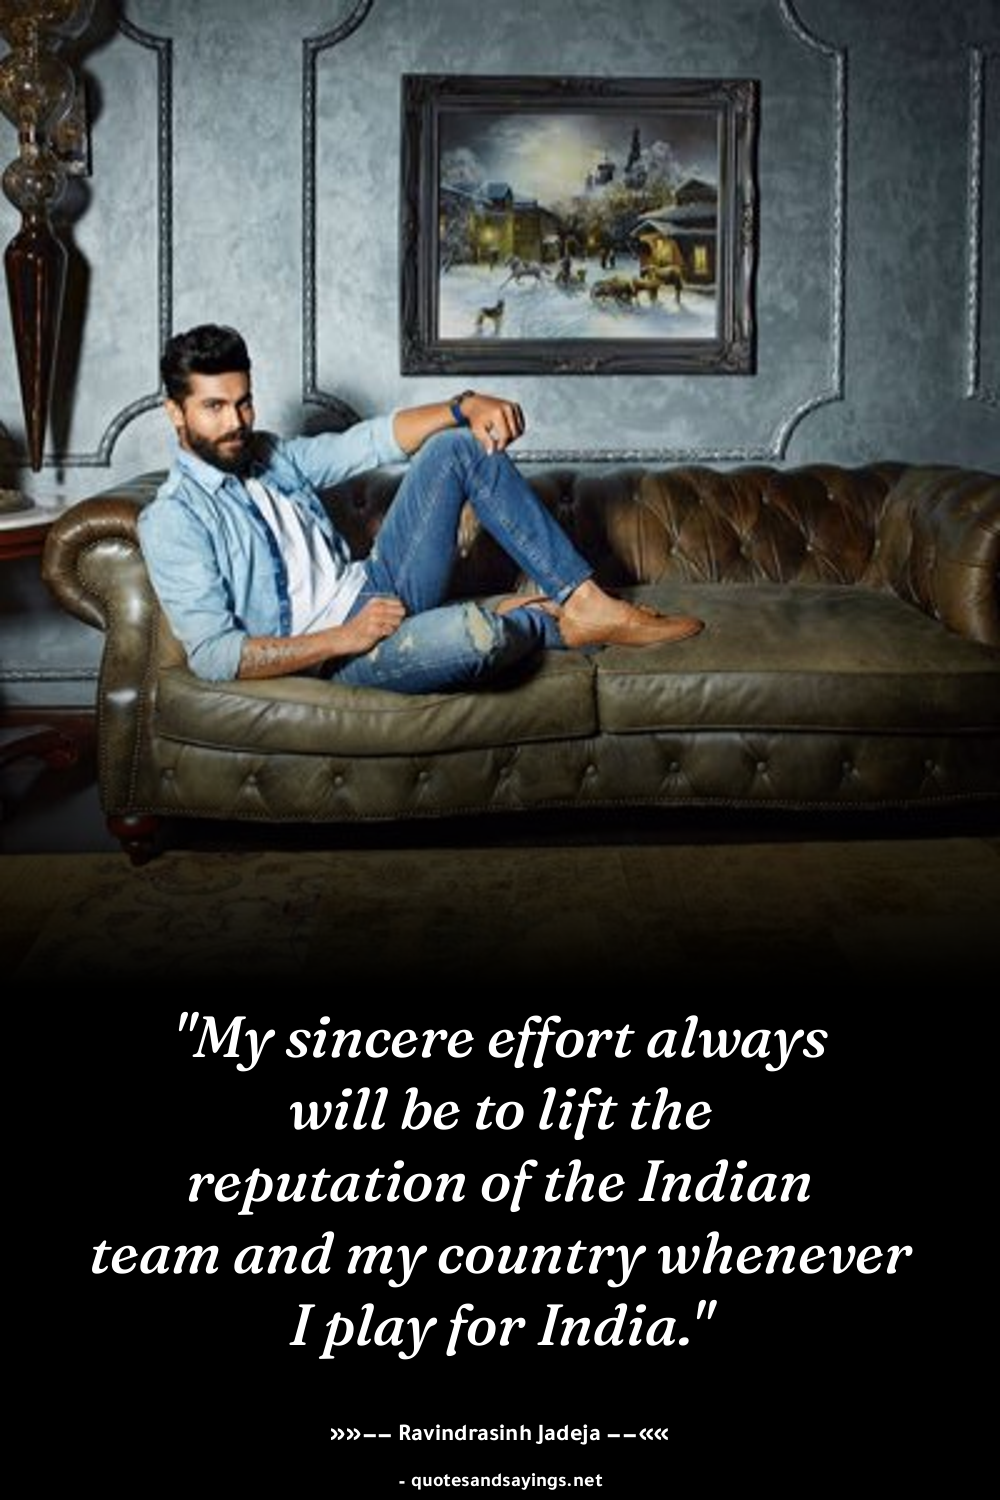 "My sincere effort always
will be to lift the
reputation of the Indian
team and my country whenever
I play for India."
»»−− Ravindrasinh Jadeja −−««
- quotesandsayings.net